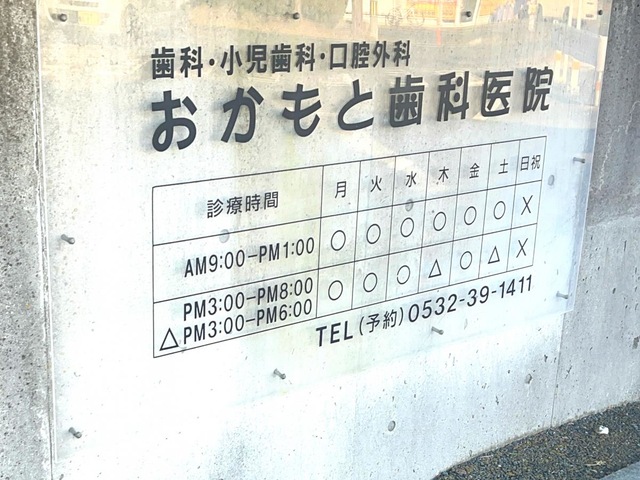 歯科・小児歯科・口腔外科
おかもと歯科医院
診療時間 月 火 水 木 金 土 日祝
AM9:00-PM1:00 ○ ○ ○ ○ ○ ○ X
PM3:00-PM8:00 ○ ○ ○ △ ○ △ X
△PM3:00-PM6:00
TEL(予約)0532-39-1411